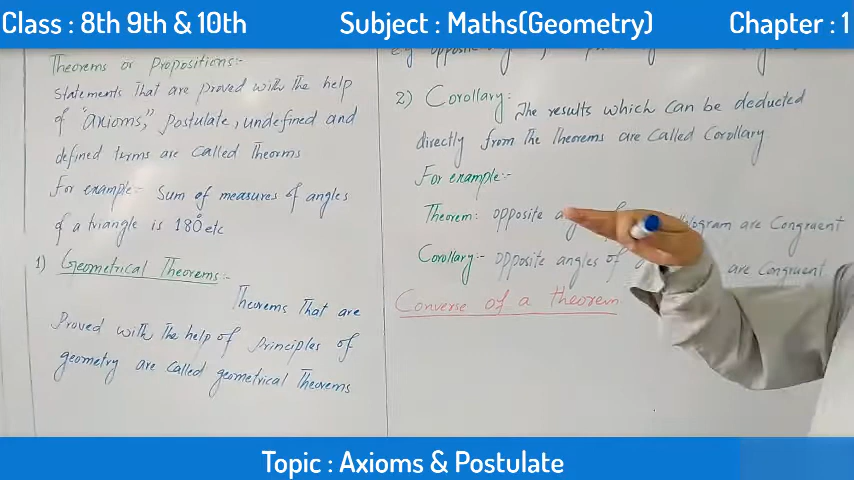 Class : 8th 9th & 10th
Subject : Maths(Geometry)
Chapter : 1
Theorems or Propositions:-
Statements That are proved with The help
of "axioms," postulate, undefined and
defined terms are called Theorms
For example:- Sum of measures of angles
of a triangle is 180° etc
1) Geometrical Theorems:-
Theorems That are
Proved with The help of principles of
geometry are called geometrical Theorems
e.g opposite
2) Corollary: The results which can be deducted
directly from The Theorems are called Corollary
For example:-
Theorem: opposite are Congruent
Corollary:- opposite angles of are Congruent
Converse of a theorem
Topic : Axioms & Postulate